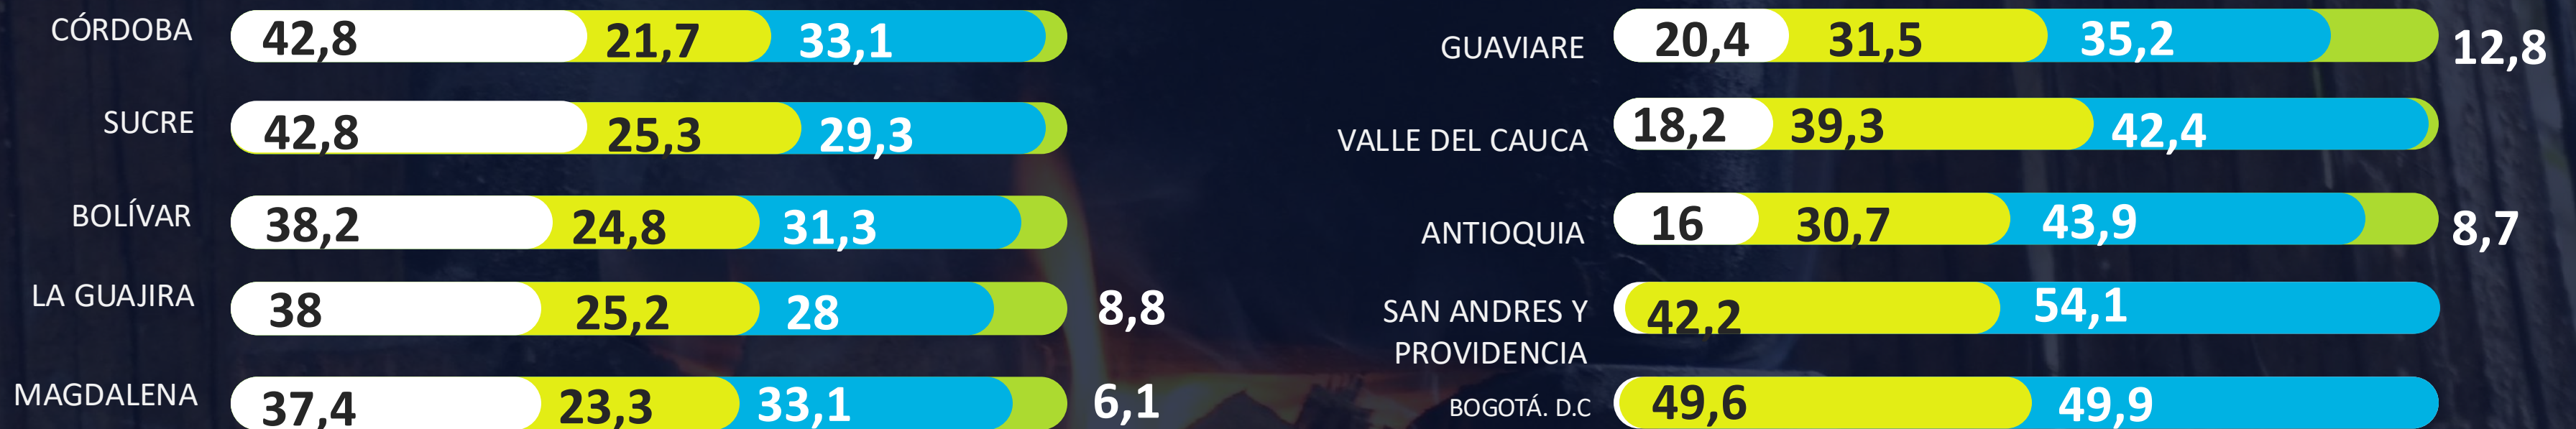 CÓRDOBA 42,8 21,7 33,1
SUCRE 42,8 25,3 29,3
BOLÍVAR 38,2 24,8 31,3
LA GUAJIRA 38 25,2 28 8,8
MAGDALENA 37,4 23,3 33,1 6,1
GUAVIARE 20,4 31,5 35,2 12,8
VALLE DEL CAUCA 18,2 39,3 42,4
ANTIOQUIA 16 30,7 43,9 8,7
SAN ANDRES Y 42,2 54,1
PROVIDENCIA
BOGOTÁ. D.C 49,6 49,9